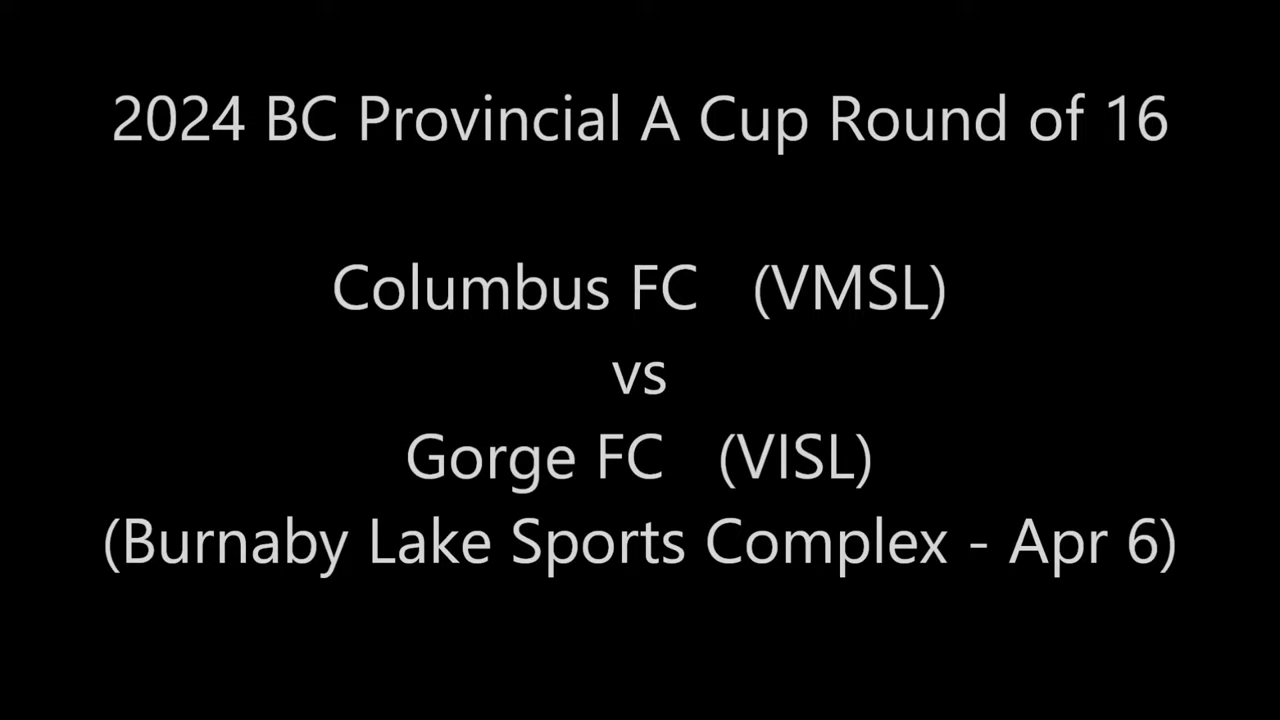 2024 BC Provincial A Cup Round of 16
Columbus FC (VMSL)
vs
Gorge FC (VISL)
(Burnaby Lake Sports Complex - Apr 6)